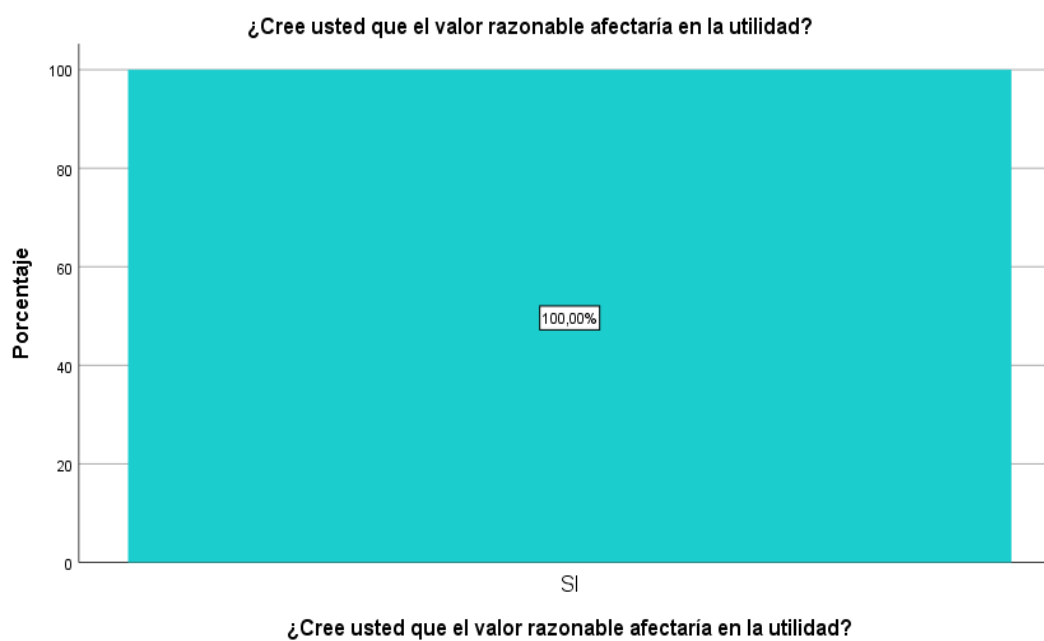 ¿Cree usted que el valor razonable afectaría en la utilidad?
Porcentaje
100
80
60
40
20
0
100,00%
SI
¿Cree usted que el valor razonable afectaría en la utilidad?